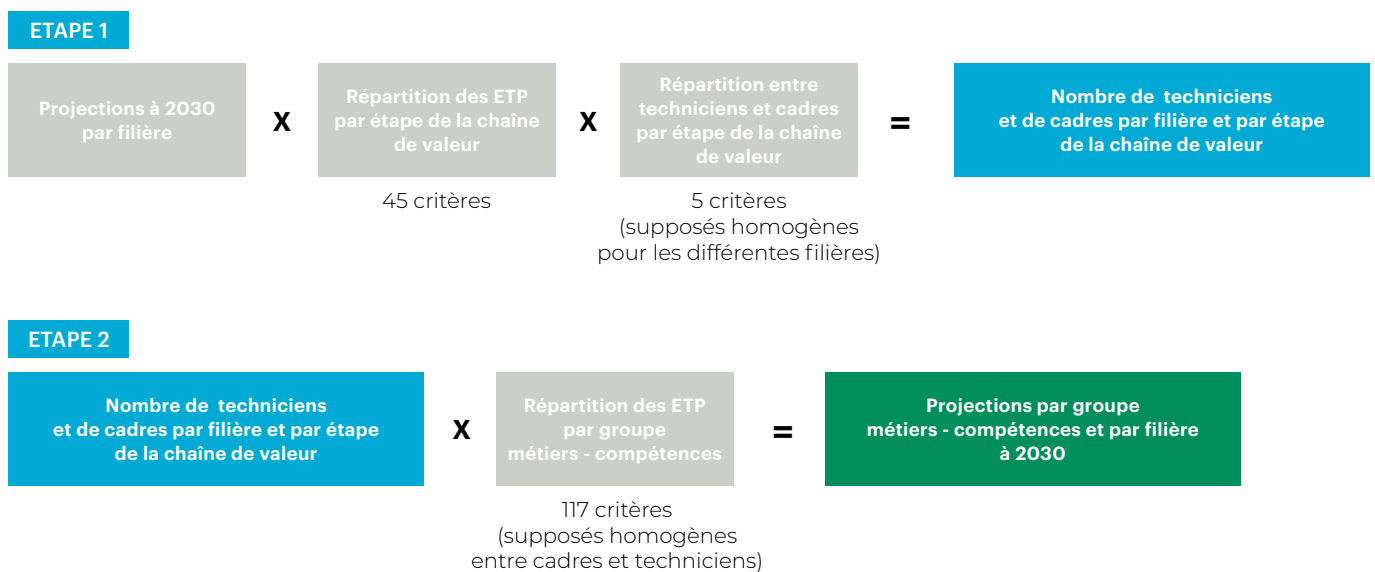 ETAPE 1
Projections à 2030
par filière
X
Répartition des ETP
par étape de la chaîne
de valeur
X
Répartition entre
techniciens et cadres
par étape de la chaîne
de valeur
=
Nombre de techniciens
et de cadres par filière et par étape
de la chaîne de valeur
45 critères
5 critères
(supposés homogènes
pour les différentes filières)
ETAPE 2
Nombre de techniciens
et de cadres par filière et par étape
de la chaîne de valeur
X
Répartition des ETP
par groupe
métiers - compétences
=
Projections par groupe
métiers - compétences et par filière
à 2030
117 critères
(supposés homogènes
entre cadres et techniciens)